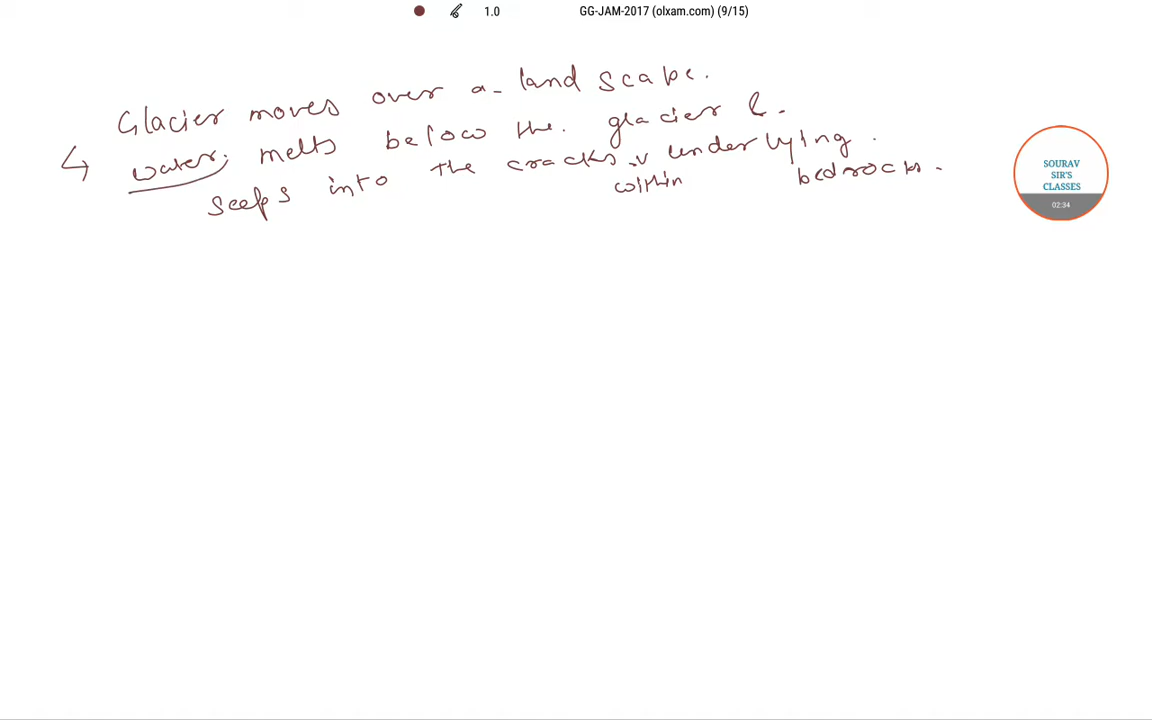 1.0 GG-JAM-2017 (olxam.com) (9/15)
Glacier moves over a land scape.
↳ water, melts below the glacier &
seeps into the cracks within underlying
bedrocks.
SOURAV
SIR'S
CLASSES
02:34